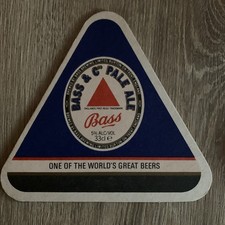 BASS & Co PALE ALE
Bass
5% ALC/VOL
33cl e
ONE OF THE WORLD'S GREAT BEERS